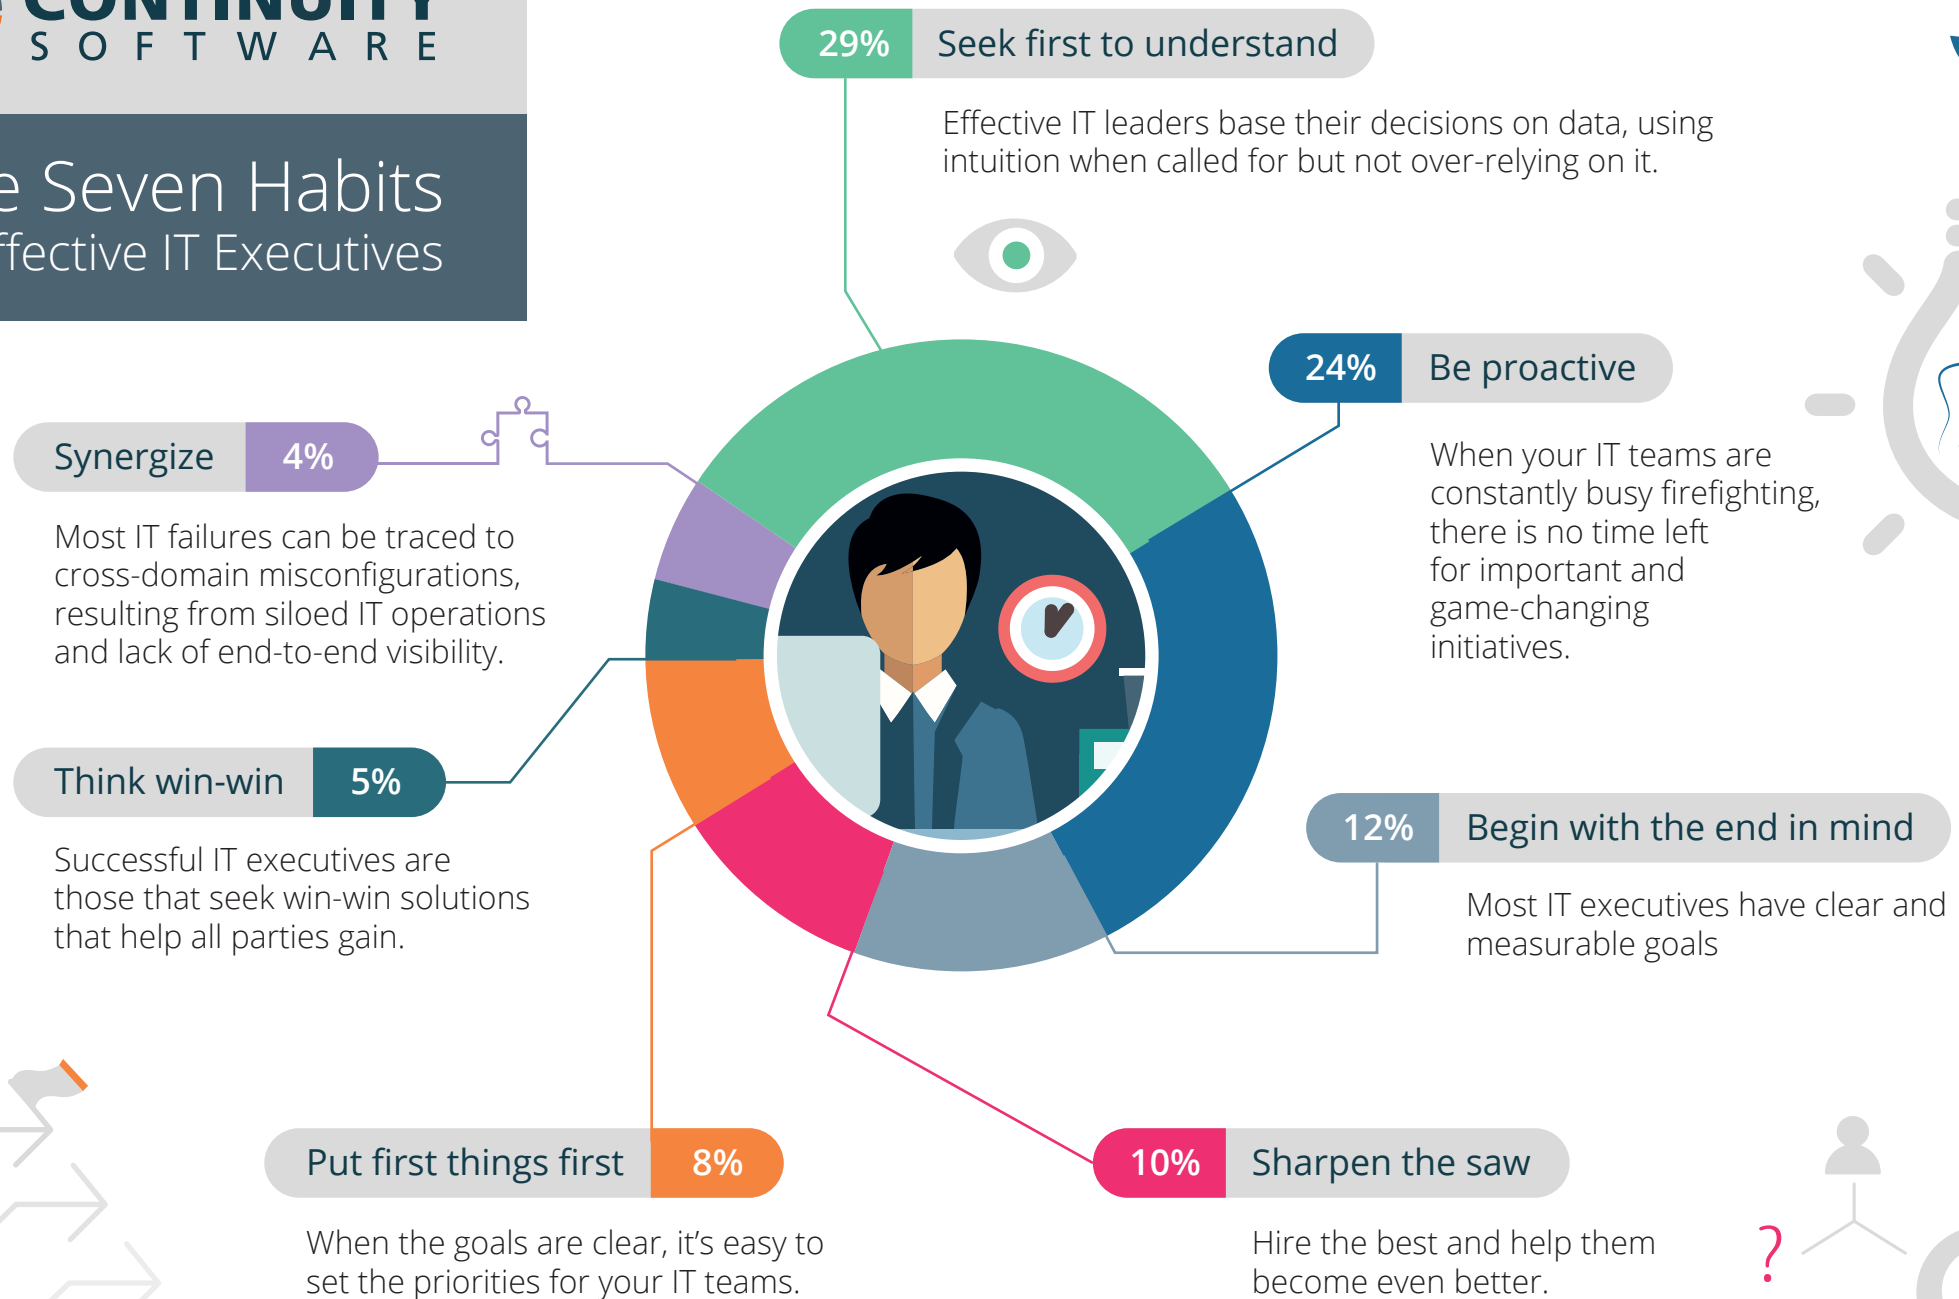 CONTINUITY
SOFTWARE
Seven Habits
Effective IT Executives
29% Seek first to understand
Effective IT leaders base their decisions on data, using
intuition when called for but not over-relying on it.
24% Be proactive
When your IT teams are
constantly busy firefighting,
there is no time left
for important and
game-changing
initiatives.
12% Begin with the end in mind
Most IT executives have clear and
measurable goals
10% Sharpen the saw
Hire the best and help them
become even better.
?
Put first things first 8%
When the goals are clear, it's easy to
set the priorities for your IT teams.
Think win-win 5%
Successful IT executives are
those that seek win-win solutions
that help all parties gain.
Synergize 4%
Most IT failures can be traced to
cross-domain misconfigurations,
resulting from siloed IT operations
and lack of end-to-end visibility.